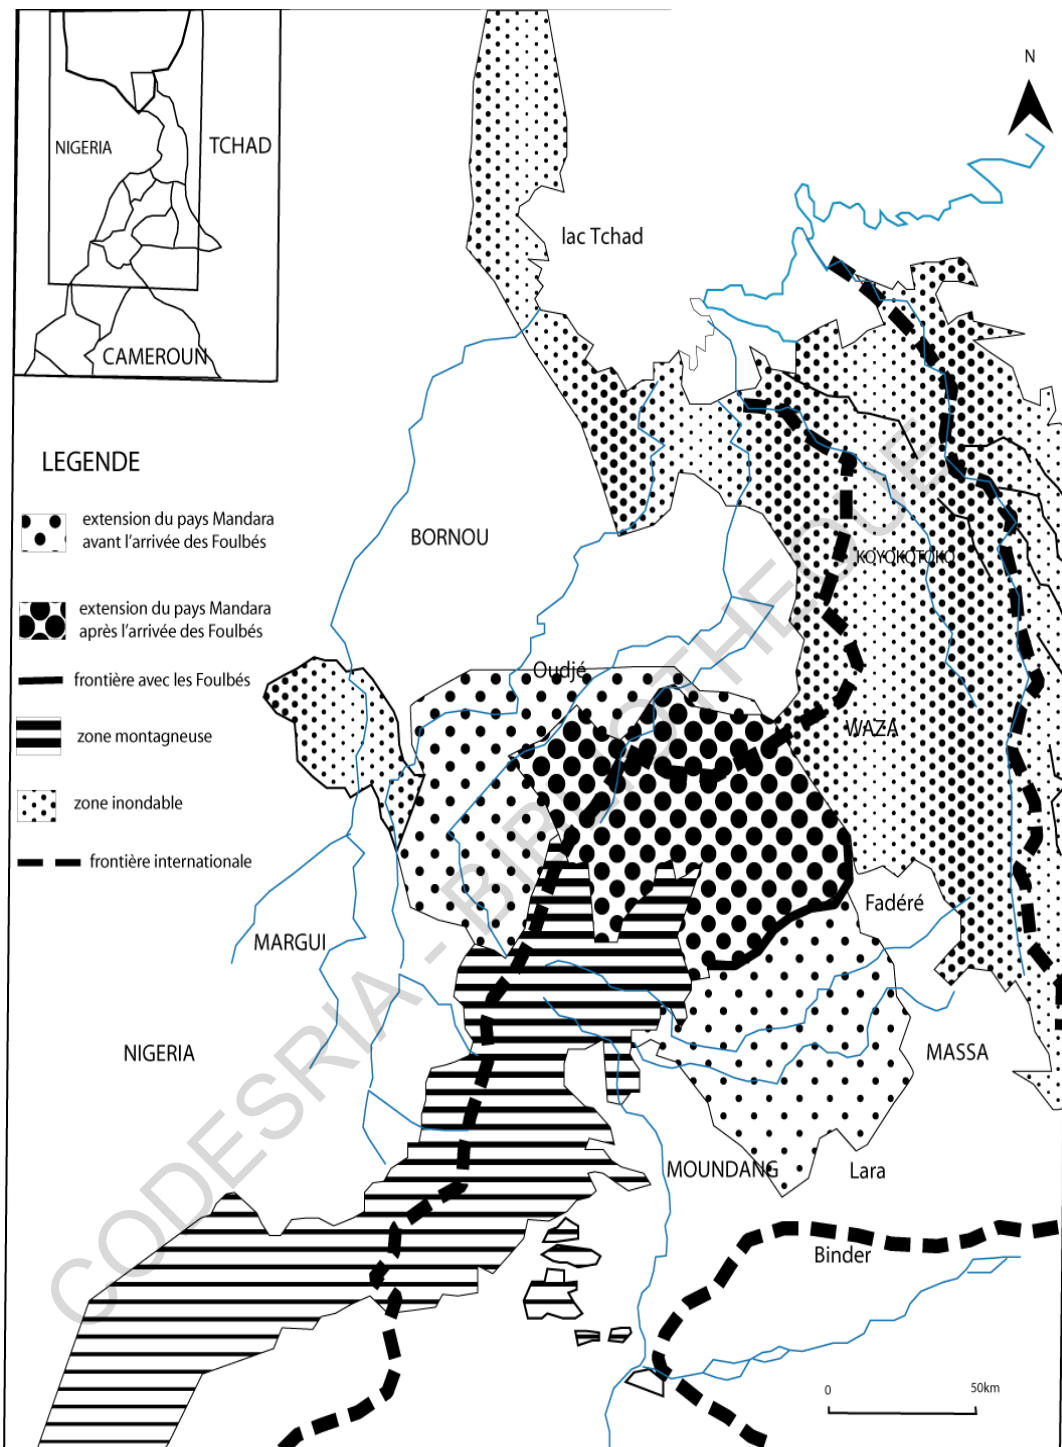 N
NIGERIA
TCHAD
CAMEROUN
lac Tchad
LEGENDE
extension du pays Mandara
avant l'arrivée des Foulbés
extension du pays Mandara
après l'arrivée des Foulbés
frontière avec les Foulbés
zone montagneuse
zone inondable
frontière internationale
BORNOU
KOYOKOTOKO
Oudjé
WAZA
Fadéré
MARGUI
NIGERIA
MASSA
MOUNDANG
Lara
Binder
0 50km
CODESRIA - BIBLIOTHEQUE